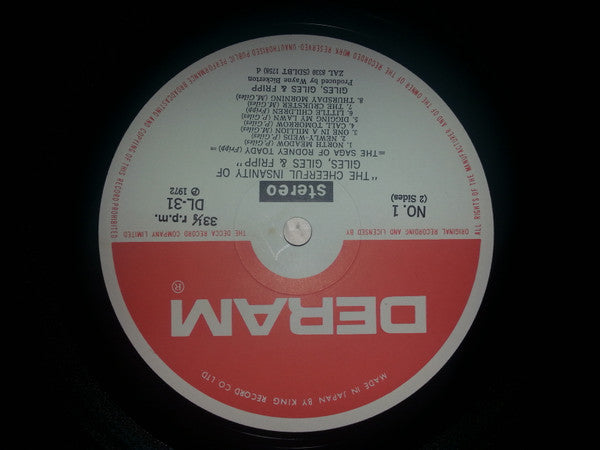 MADE IN JAPAN BY KING RECORD CO LTD
DERAM
®
ORIGINAL RECORDING AND LICENSED BY THE DECCA RECORD COMPANY LIMITED
ALL RIGHTS OF THE MANUFACTURER AND OF THE OWNER OF THE RECORDED WORK RESERVED·UNAUTHORISED PUBLIC PERFORMANCE BROADCASTING AND COPYING OF THIS RECORD PROHIBITED
NO. 1
(2 Sides)
stereo
33⅓ r.p.m.
DL-31
℗ 1972
"THE CHEERFUL INSANITY OF
GILES, GILES & FRIPP"
=THE SAGA OF RODNEY TOADY (Fripp)=
1. NORTH MEADOW (P. Giles)
2. NEWLY-WEDS (P. Giles)
3. ONE IN A MILLION (M. Giles)
4. CALL TOMORROW (P. Giles)
5. DIGGING MY LAWN (P. Giles)
6. LITTLE CHILDREN (Fripp)
7. THE CRUKSTER (M. Giles)
8. THURSDAY MORNING (M. Giles)
GILES, GILES & FRIPP
Produced by Wayne Bickerton
ZAL 8339 (SDLBT 1758) d